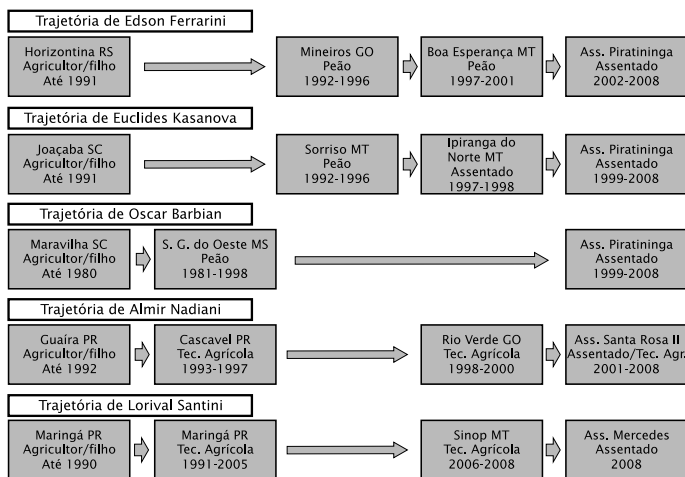 Trajetória de Edson Ferrarini
Horizontina RS
Agricultor/filho
Até 1991
Mineiros GO
Peão
1992-1996
Boa Esperança MT
Peão
1997-2001
Ass. Piratininga
Assentado
2002-2008
Trajetória de Euclides Kasanova
Joaçaba SC
Agricultor/filho
Até 1991
Sorriso MT
Peão
1992-1996
Ipiranga do
Norte MT
Assentado
1997-1998
Ass. Piratininga
Assentado
1999-2008
Trajetória de Oscar Barbian
Maravilha SC
Agricultor/filho
Até 1980
S. G. do Oeste MS
Peão
1981-1998
Ass. Piratininga
Assentado
1999-2008
Trajetória de Almir Nadiani
Guaíra PR
Agricultor/filho
Até 1992
Cascavel PR
Tec. Agrícola
1993-1997
Rio Verde GO
Tec. Agrícola
1998-2000
Ass. Santa Rosa II
Assentado/Tec. Agr.
2001-2008
Trajetória de Lorival Santini
Maringá PR
Agricultor/filho
Até 1990
Maringá PR
Tec. Agrícola
1991-2005
Sinop MT
Tec. Agrícola
2006-2008
Ass. Mercedes
Assentado
2008